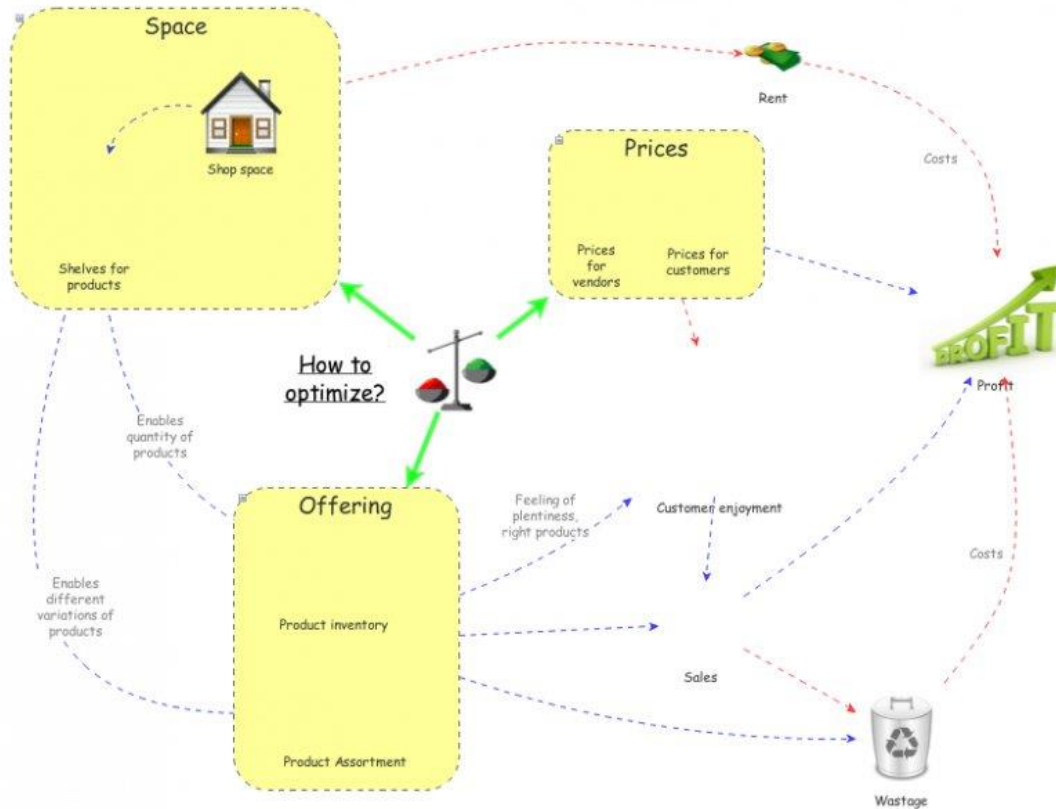 Space
Shop space
Shelves for
products
Rent
Costs
Prices
Prices
for
vendors
Prices for
customers
PROFIT
Profit
How to
optimize?
Enables
quantity of
products
Enables
different
variations of
products
Offering
Product inventory
Product Assortment
Feeling of
plentiness,
right products
Customer enjoyment
Sales
Costs
Wastage